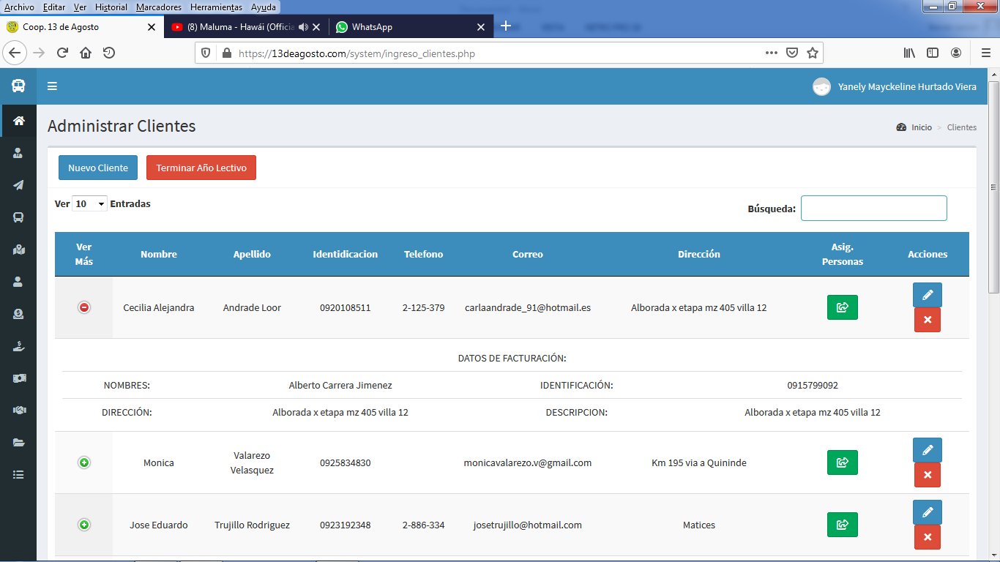 Archivo Editar Ver Historial Marcadores Herramientas Ayuda
Coop. 13 de Agosto
(8) Maluma - Hawái (Officia
WhatsApp
https://13deagosto.com/system/ingreso_clientes.php
Yanely Mayckeline Hurtado Viera
Administrar Clientes
Inicio > Clientes
Nuevo Cliente Terminar Año Lectivo
Ver 10 Entradas
Búsqueda:
Ver Más Nombre Apellido Identidicacion Telefono Correo Dirección Asig. Personas Acciones
Cecilia Alejandra Andrade Loor 0920108511 2-125-379 carlaandrade_91@hotmail.es Alborada x etapa mz 405 villa 12
DATOS DE FACTURACIÓN:
NOMBRES: Alberto Carrera Jimenez IDENTIFICACIÓN: 0915799092
DIRECCIÓN: Alborada x etapa mz 405 villa 12 DESCRIPCION: Alborada x etapa mz 405 villa 12
Monica Valarezo Velasquez 0925834830 monicavalarezo.v@gmail.com Km 195 via a Quininde
Jose Eduardo Trujillo Rodriguez 0923192348 2-886-334 josetrujillo@hotmail.com Matices